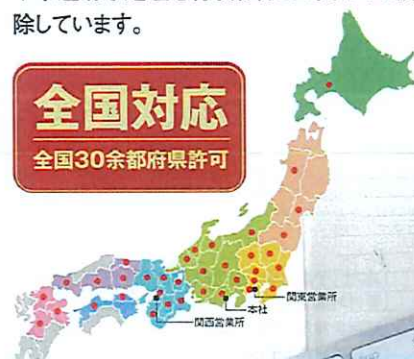 除しています。
全国対応
全国30余都府県許可
関東営業所
本社
関西営業所